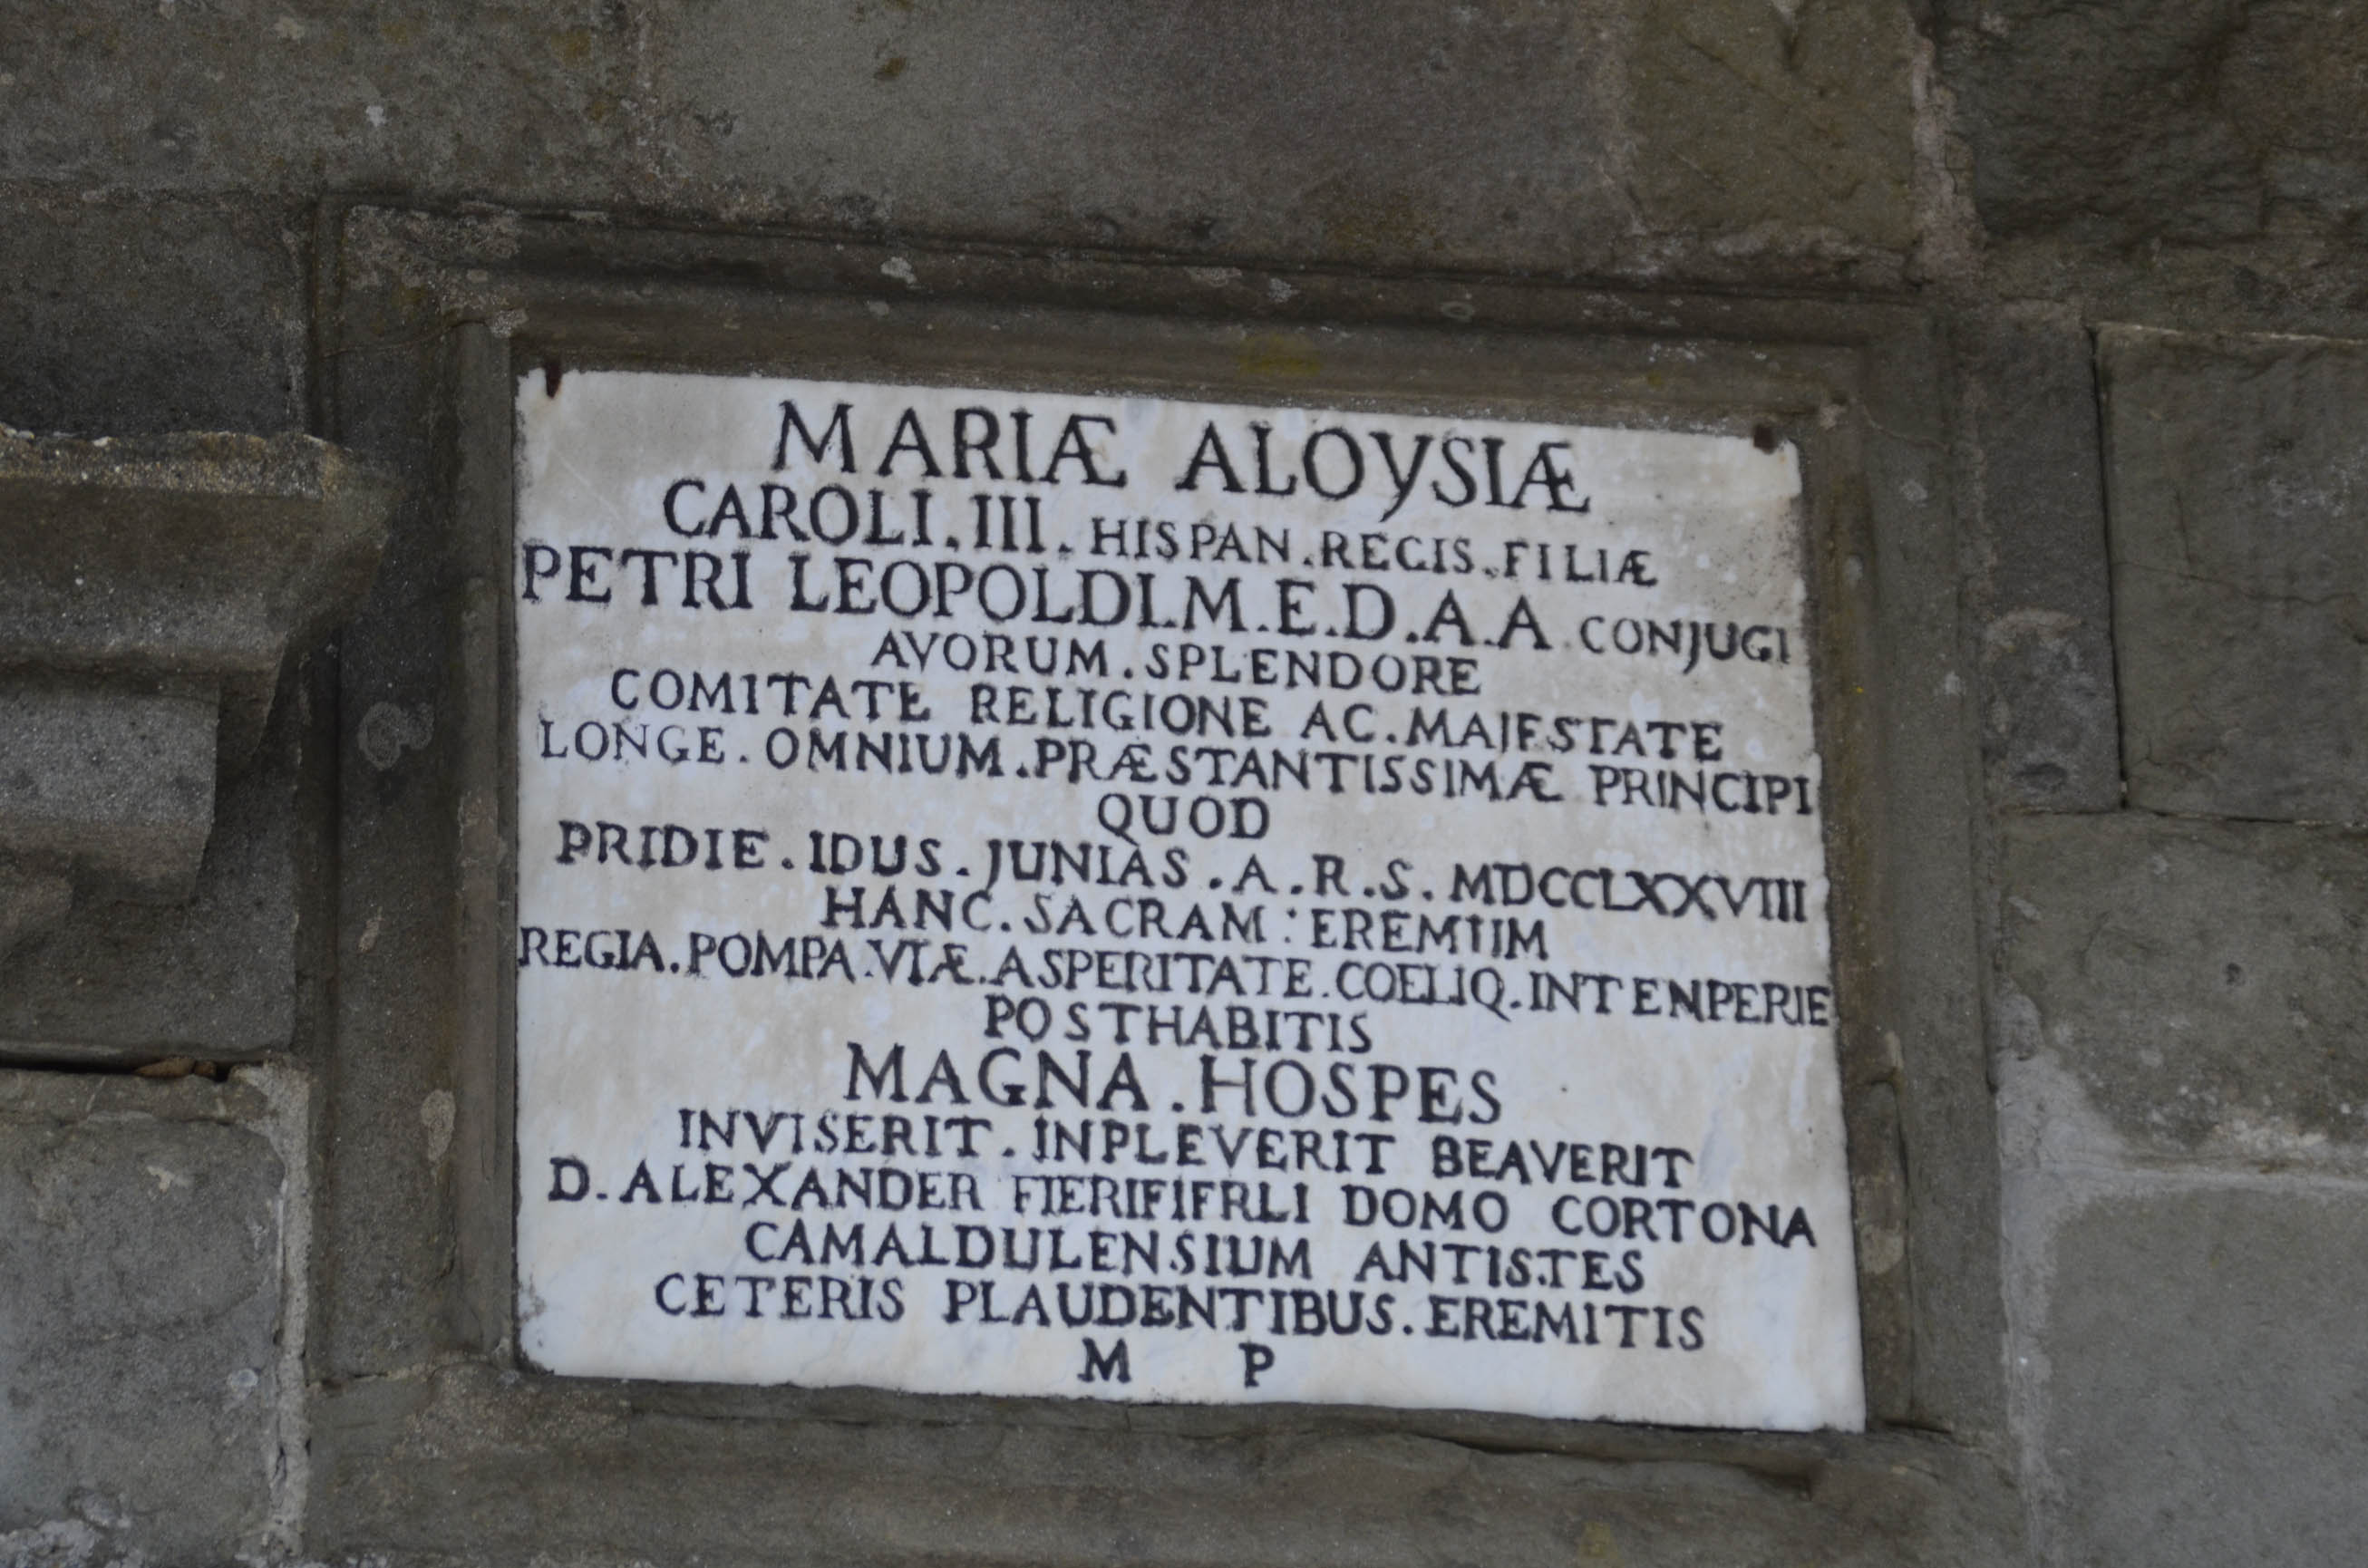 MARIÆ ALOYSIÆ
CAROLI.III.HISPAN.REGIS.FILIÆ
PETRI LEOPOLDI.M.E.D.A.A CONJUGI
AVORUM.SPLENDORE
COMITATE RELIGIONE AC.MAJESTATE
LONGE.OMNIUM.PRÆSTANTISSIMÆ PRINCIPI
QUOD
PRIDIE.IDUS.JUNIAS.A.R.S.MDCCLXXVIII
HANC.SACRAM:EREMIIM
REGIA.POMPA.VIÆ.ASPERITATE.COELIQ.INTENPERIE
POSTHABITIS
MAGNA.HOSPES
INVISERIT.INPLEVERIT BEAVERIT
D.ALEXANDER FIERIFIFRLI DOMO CORTONA
CAMALDULENSIUM ANTISTES
CETERIS PLAUDENTIBUS.EREMITIS
M P